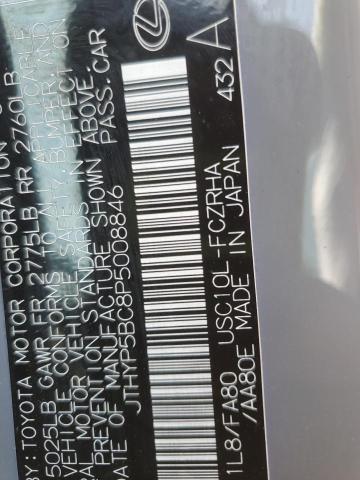 BY:TOYOTA MOTOR CORPORATION
5025LB GAWR FR 2775LB RR 2760LB
VEHICLE CONFORMS TO ALL APPLICABLE
RAL MOTOR VEHICLE SAFETY, BUMPER, AND
PREVENTION STANDARDS IN EFFECT ON
DATE OF MANUFACTURE SHOWN ABOVE.
JTHYP5BC8P5008846 PASS.CAR
1L8/FA80 USC10L-FCZRHA
/AA80E MADE IN JAPAN
432 A